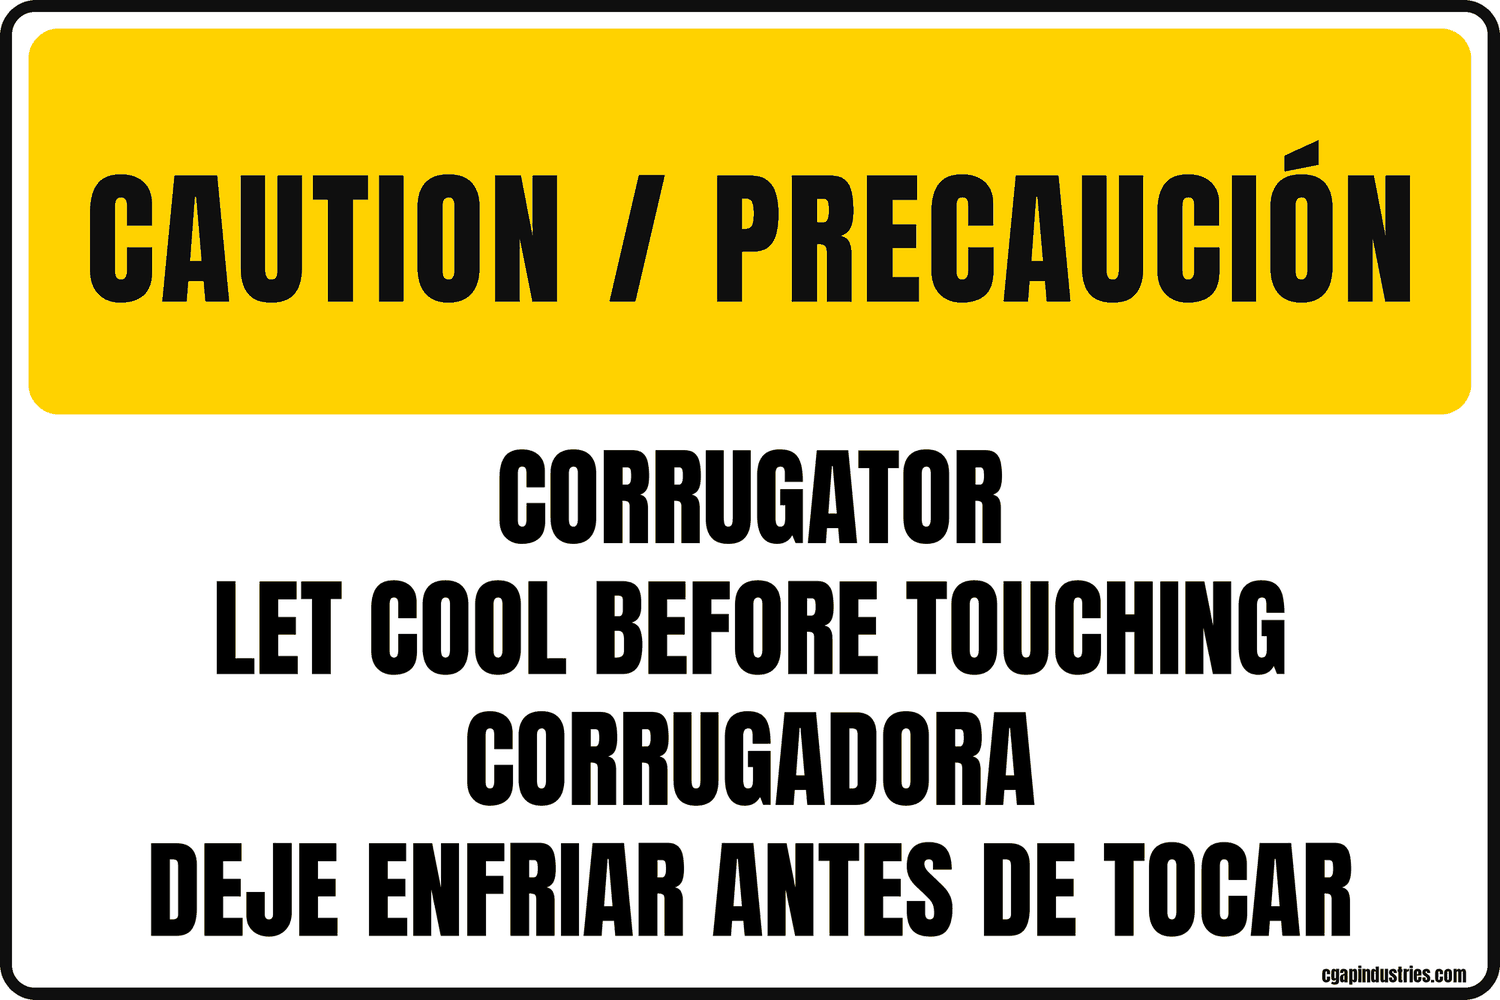 CAUTION / PRECAUCIÓN
CORRUGATOR
LET COOL BEFORE TOUCHING
CORRUGADORA
DEJE ENFRIAR ANTES DE TOCAR
cgapindustries.com